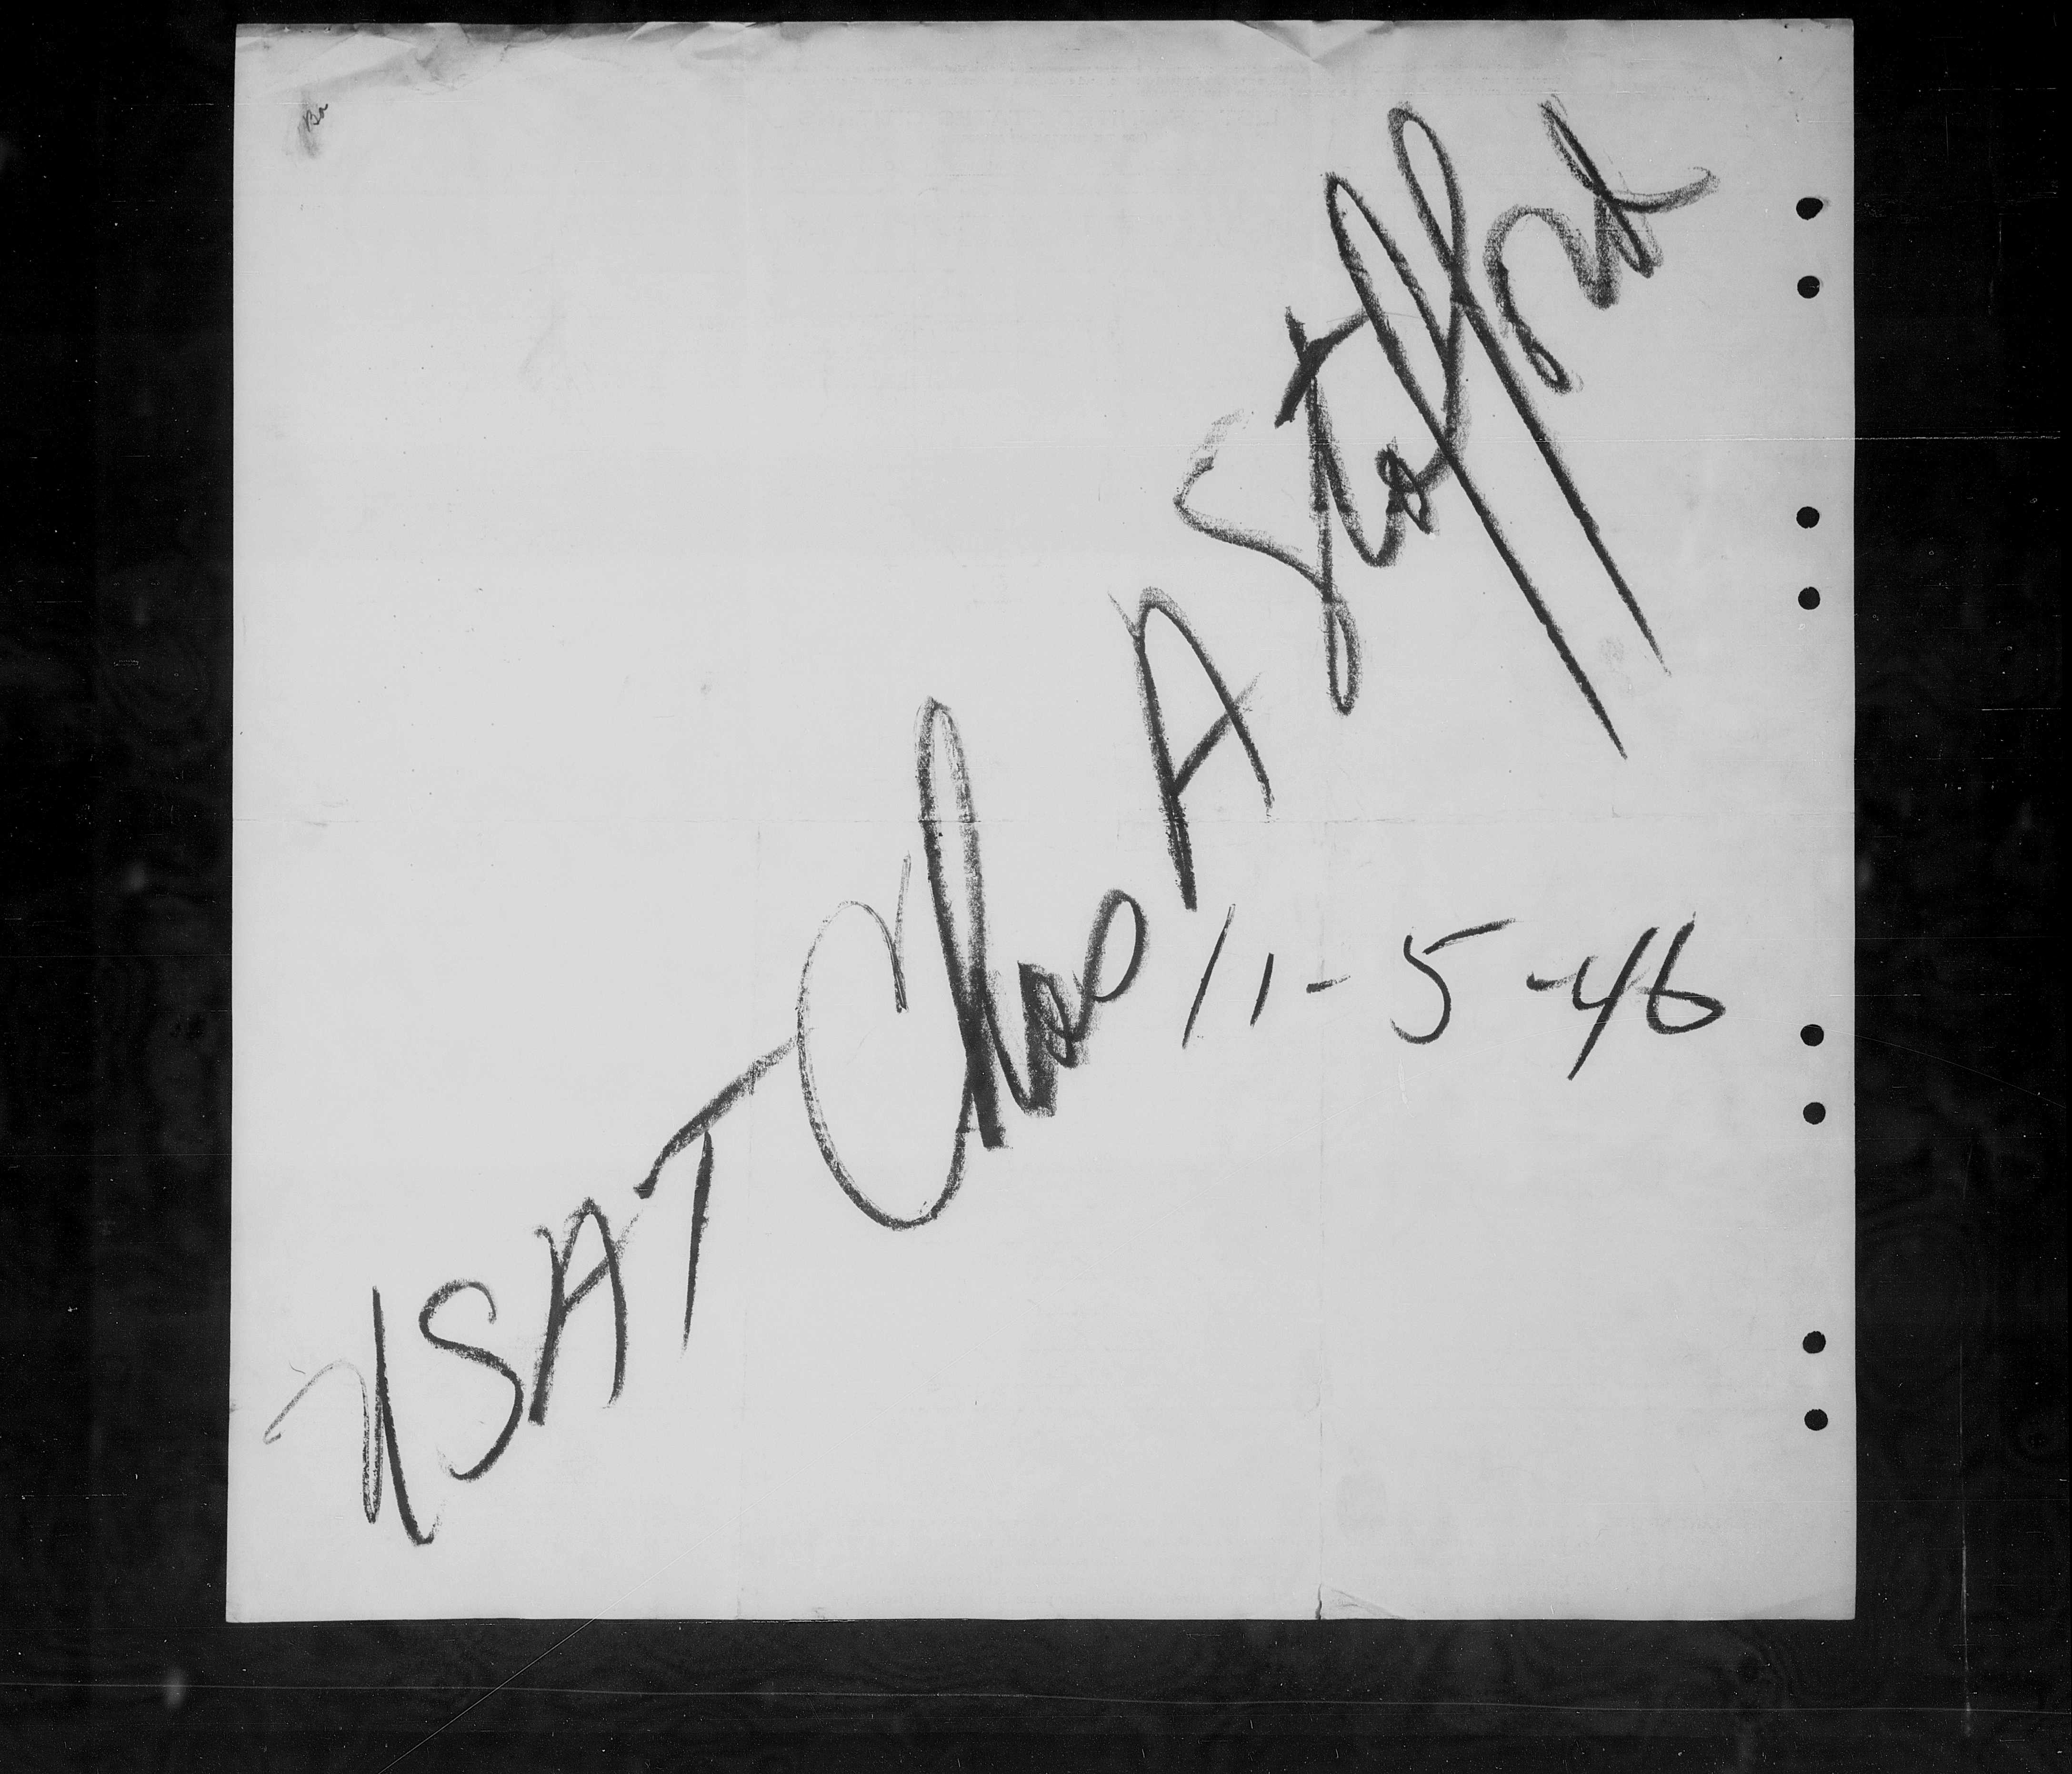 USAT Chas A Stafford
11-5-46